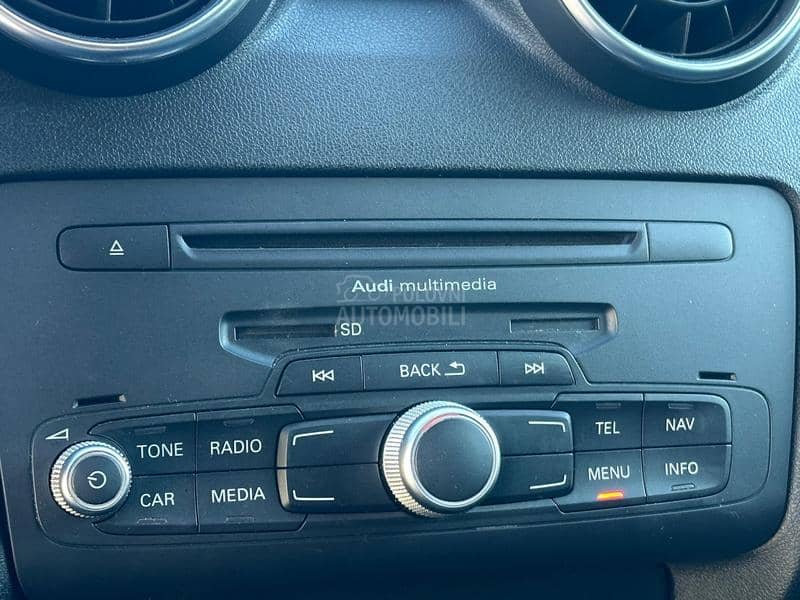 Audi multimedia
POLOVNI
AUTOMOBILI
SD
BACK
TONE
RADIO
TEL
NAV
CAR
MEDIA
MENU
INFO